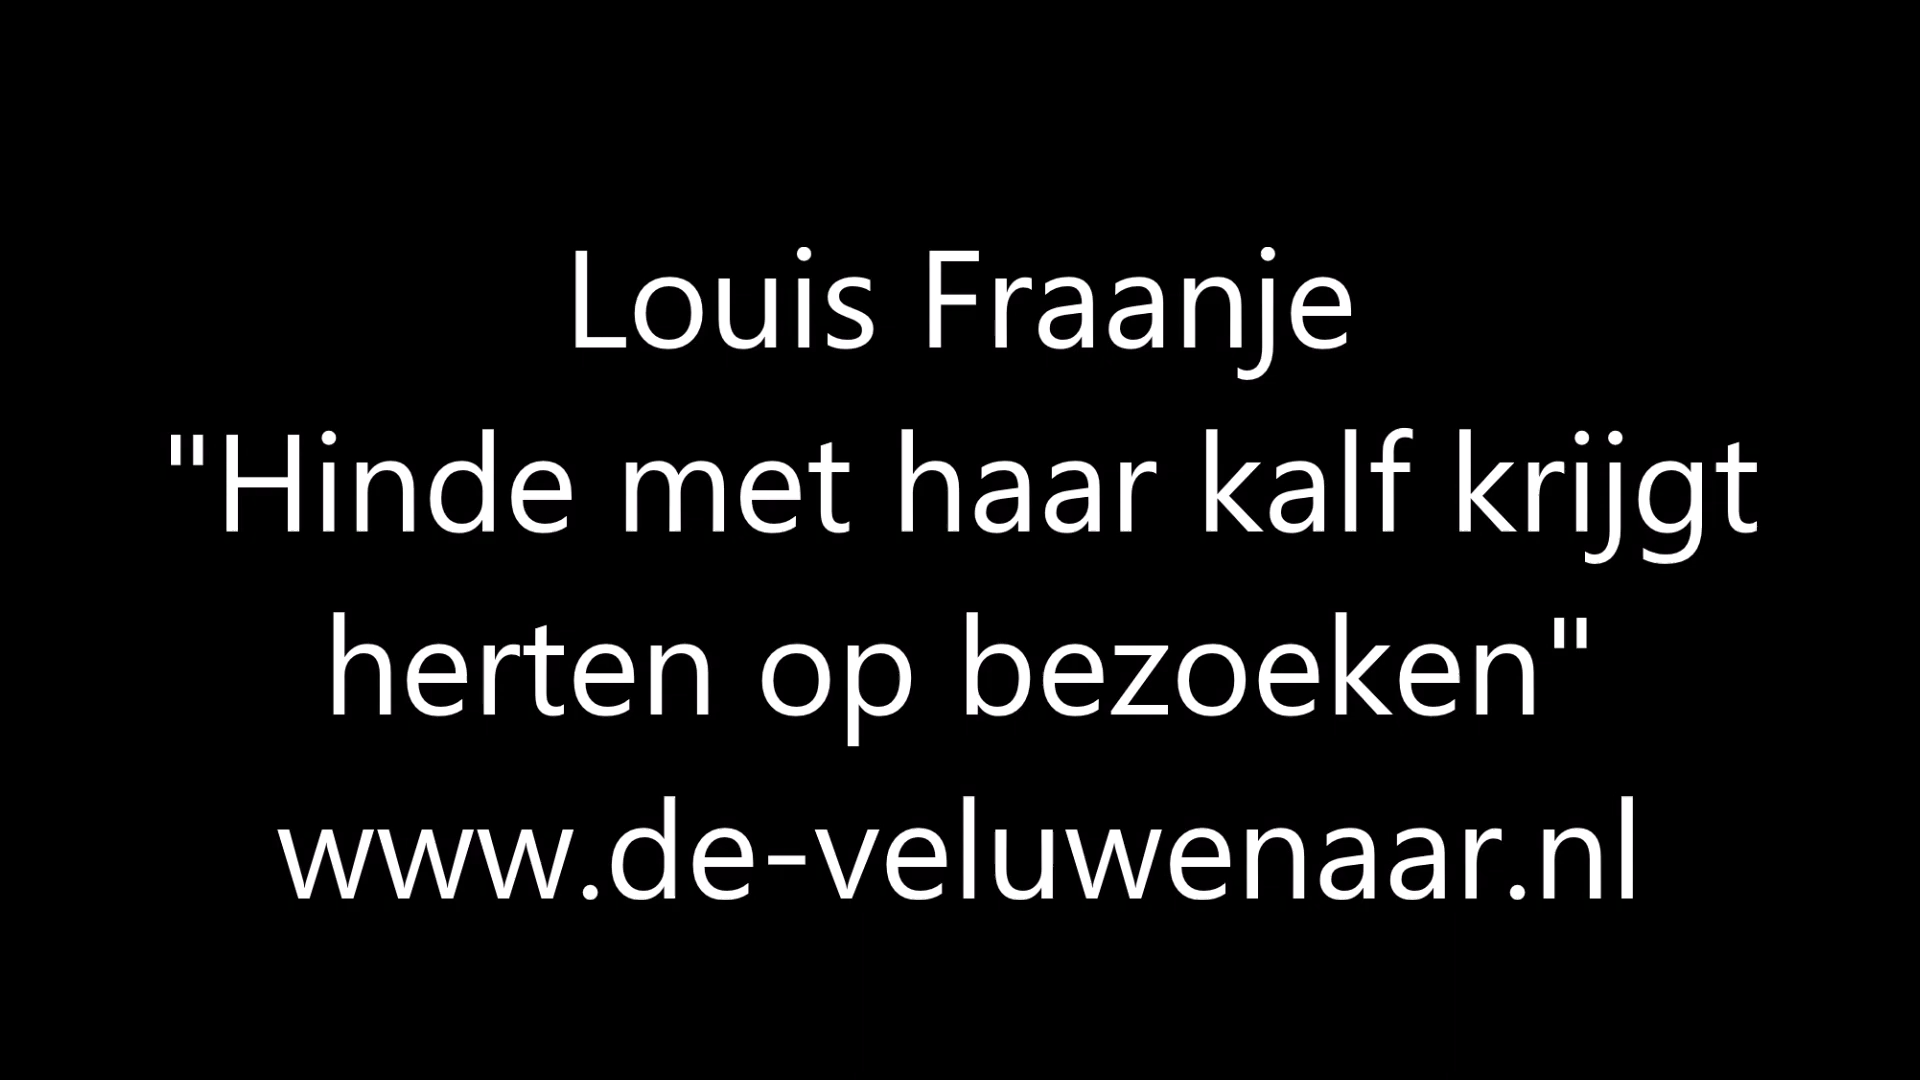 Louis Fraanje
"Hinde met haar kalf krijgt
herten op bezoeken"
www.de-veluwenaar.nl